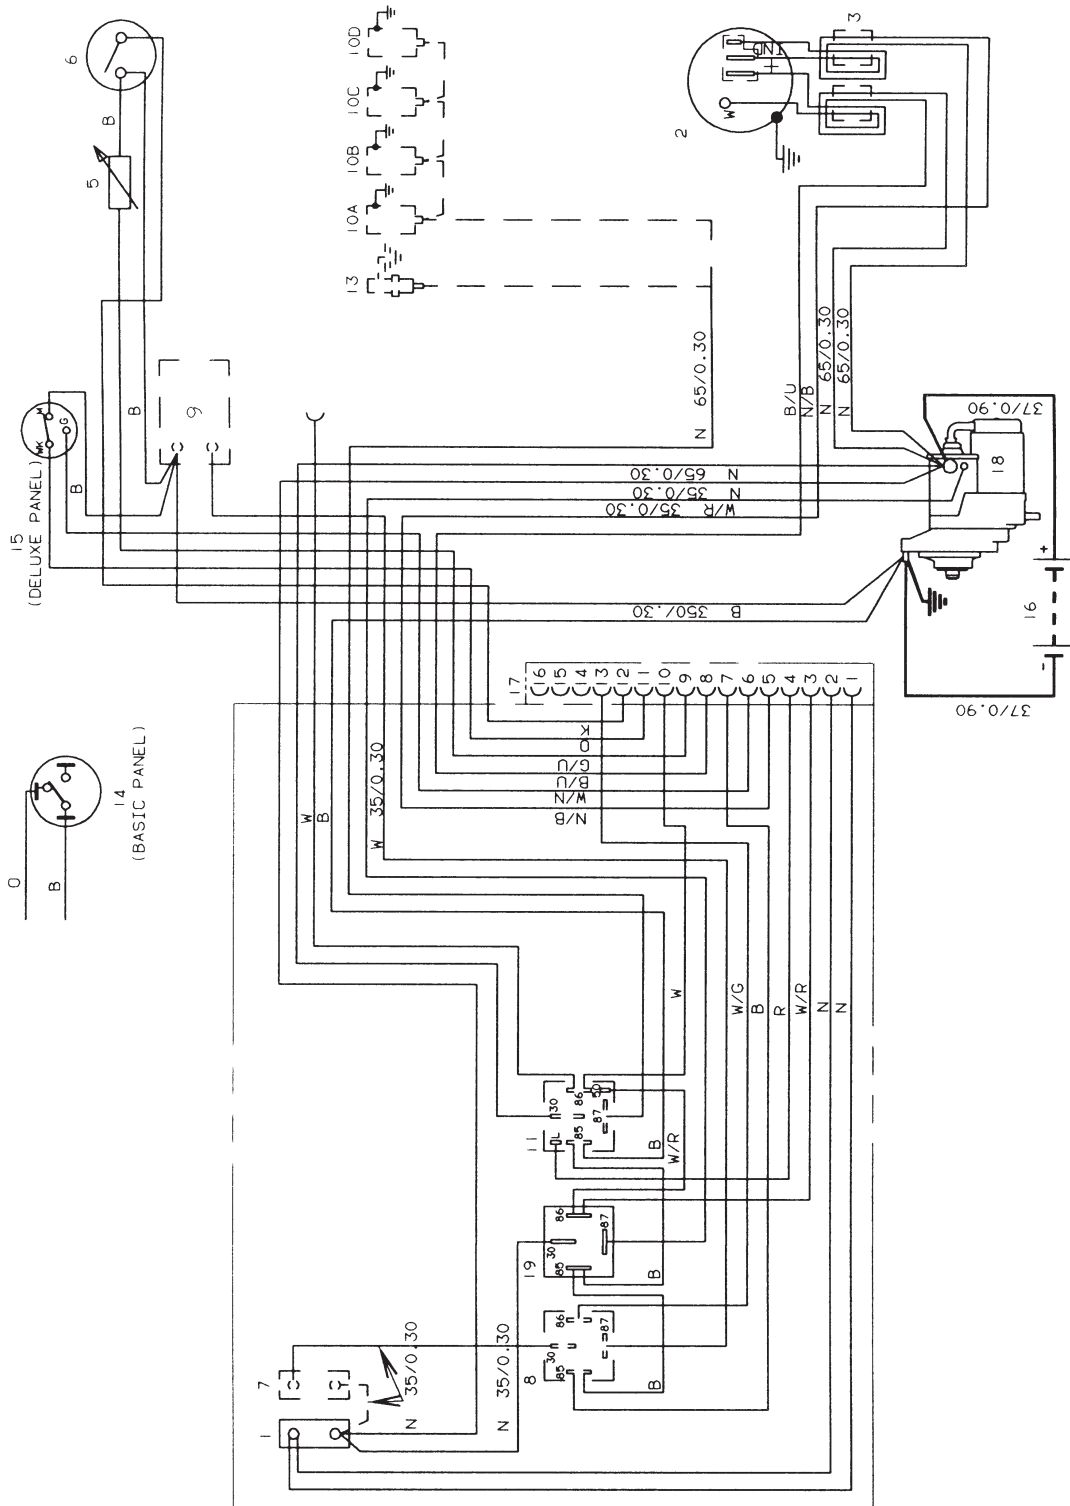 6
B
5
B
15
(DELUXE PANEL)
WK
M
G
B
B
9
14
(BASIC PANEL)
O
B
10D
10C
10B
10A
13
N 65/0.30
2
W
IND
+
3
B/U
N/B
N 65/0.30
N 65/0.30
N 65/0.30
N 35/0.30
W/R 35/0.30
B 350/0.30
37/0.90
18
+
16
-
37/0.90
17
16
15
14
13
12
11
10
9
8
7
6
5
4
3
2
1
K
O
G/U
B/U
W/N
N/B
W
B
W 35/0.30
W
W/G
B
R
W/R
N
N
11
L
30
85
86
50
87
B
W/R
19
85
30
86
87
B
8
85
30
86
87
B
7
1
N 35/0.30
N 35/0.30